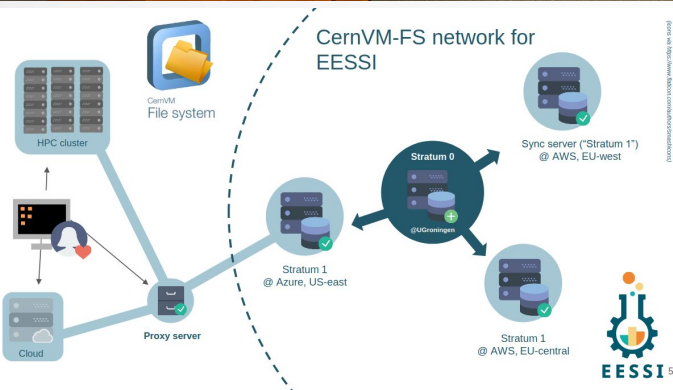 CernVM-FS network for
EESSI
CernVM
File system
HPC cluster
Stratum 0
@UGroningen
Sync server ("Stratum 1")
@ AWS, EU-west
Stratum 1
@ Azure, US-east
Proxy server
Cloud
Stratum 1
@ AWS, EU-central
EESSI
5